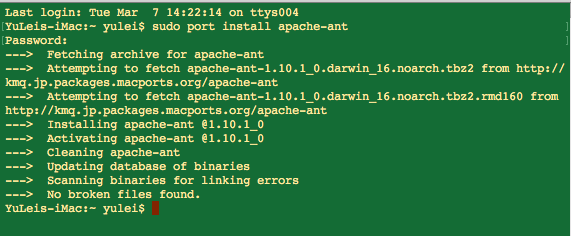 Last login: Tue Mar  7 14:22:14 on ttys004
[YuLeis-iMac:~ yulei$ sudo port install apache-ant                             ]
[Password:                                                                     ]
--->  Fetching archive for apache-ant
--->  Attempting to fetch apache-ant-1.10.1_0.darwin_16.noarch.tbz2 from http://
kmq.jp.packages.macports.org/apache-ant
--->  Attempting to fetch apache-ant-1.10.1_0.darwin_16.noarch.tbz2.rmd160 from
http://kmq.jp.packages.macports.org/apache-ant
--->  Installing apache-ant @1.10.1_0
--->  Activating apache-ant @1.10.1_0
--->  Cleaning apache-ant
--->  Updating database of binaries
--->  Scanning binaries for linking errors
--->  No broken files found.
YuLeis-iMac:~ yulei$